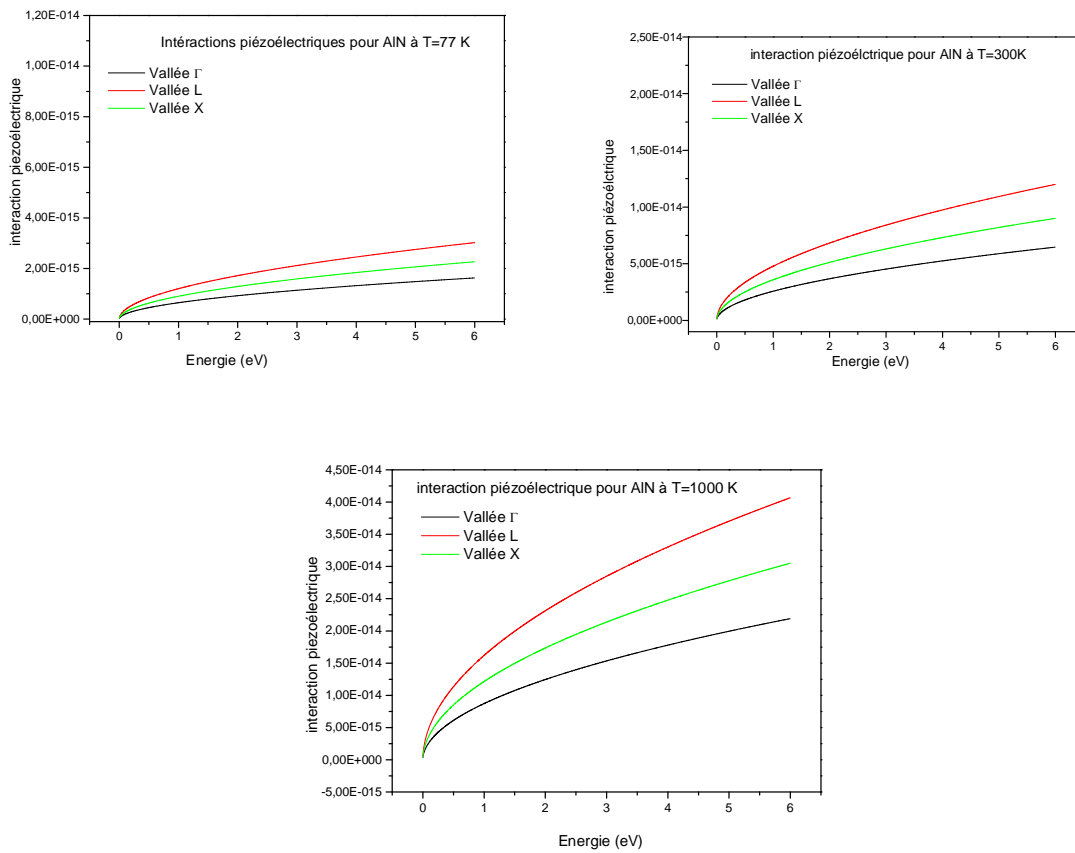 1,20E-014
1,00E-014
8,00E-015
6,00E-015
4,00E-015
2,00E-015
0,00E+000
interaction piezoélectrique
Intéractions piézoélectriques pour AlN à T=77 K
Vallée Γ
Vallée L
Vallée X
0 1 2 3 4 5 6
Energie (eV)
2,50E-014
2,00E-014
1,50E-014
1,00E-014
5,00E-015
0,00E+000
interaction piézoélctrique
interaction piézoélctrique pour AlN à T=300K
Vallée Γ
Vallée L
Vallée X
0 1 2 3 4 5 6
Energie (eV)
4,50E-014
4,00E-014
3,50E-014
3,00E-014
2,50E-014
2,00E-014
1,50E-014
1,00E-014
5,00E-015
0,00E+000
-5,00E-015
interaction piezoélectrique
interaction piézoélectrique pour AlN à T=1000 K
Vallée Γ
Vallée L
Vallée X
0 1 2 3 4 5 6
Energie (eV)